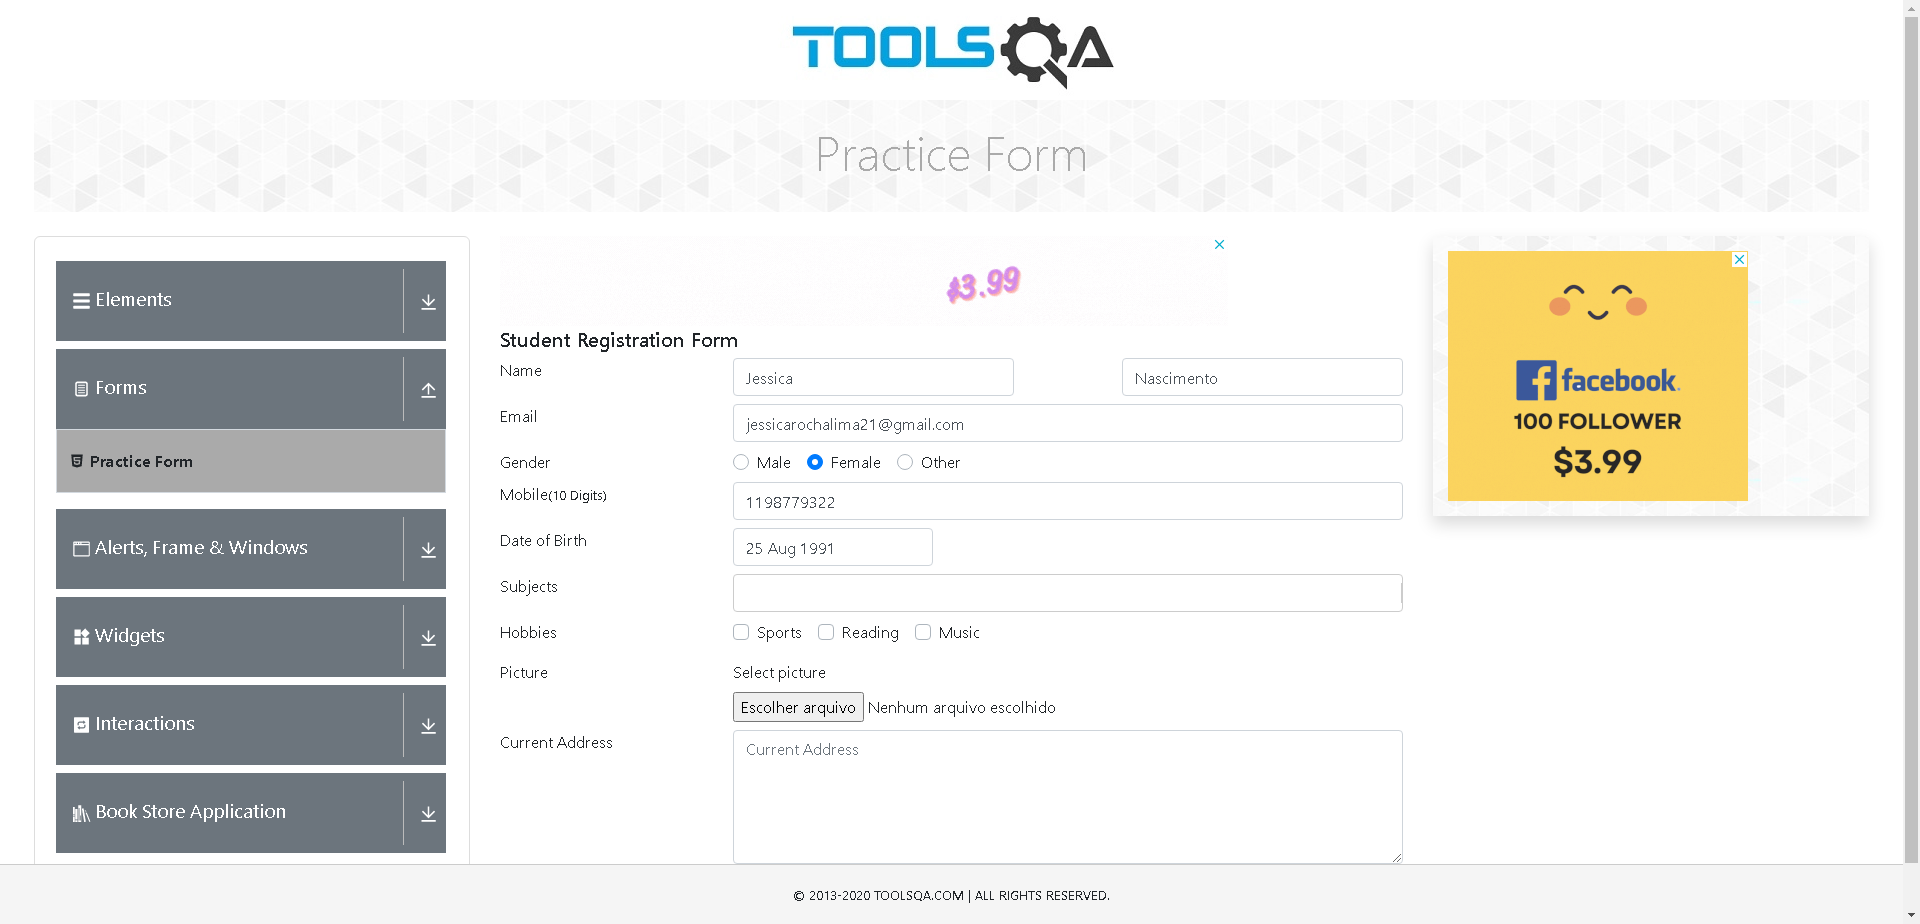 TOOLSQA
Practice Form
Elements
Forms
Practice Form
Alerts, Frame & Windows
Widgets
Interactions
Book Store Application
$3.99
Student Registration Form
Name Jessica Nascimento
Email jessicarochalima21@gmail.com
Gender Male Female Other
Mobile(10 Digits) 1198779322
Date of Birth 25 Aug 1991
Subjects
Hobbies Sports Reading Music
Picture Select picture
Escolher arquivo Nenhum arquivo escolhido
Current Address Current Address
facebook
100 FOLLOWER
$3.99
© 2013-2020 TOOLSQA.COM | ALL RIGHTS RESERVED.